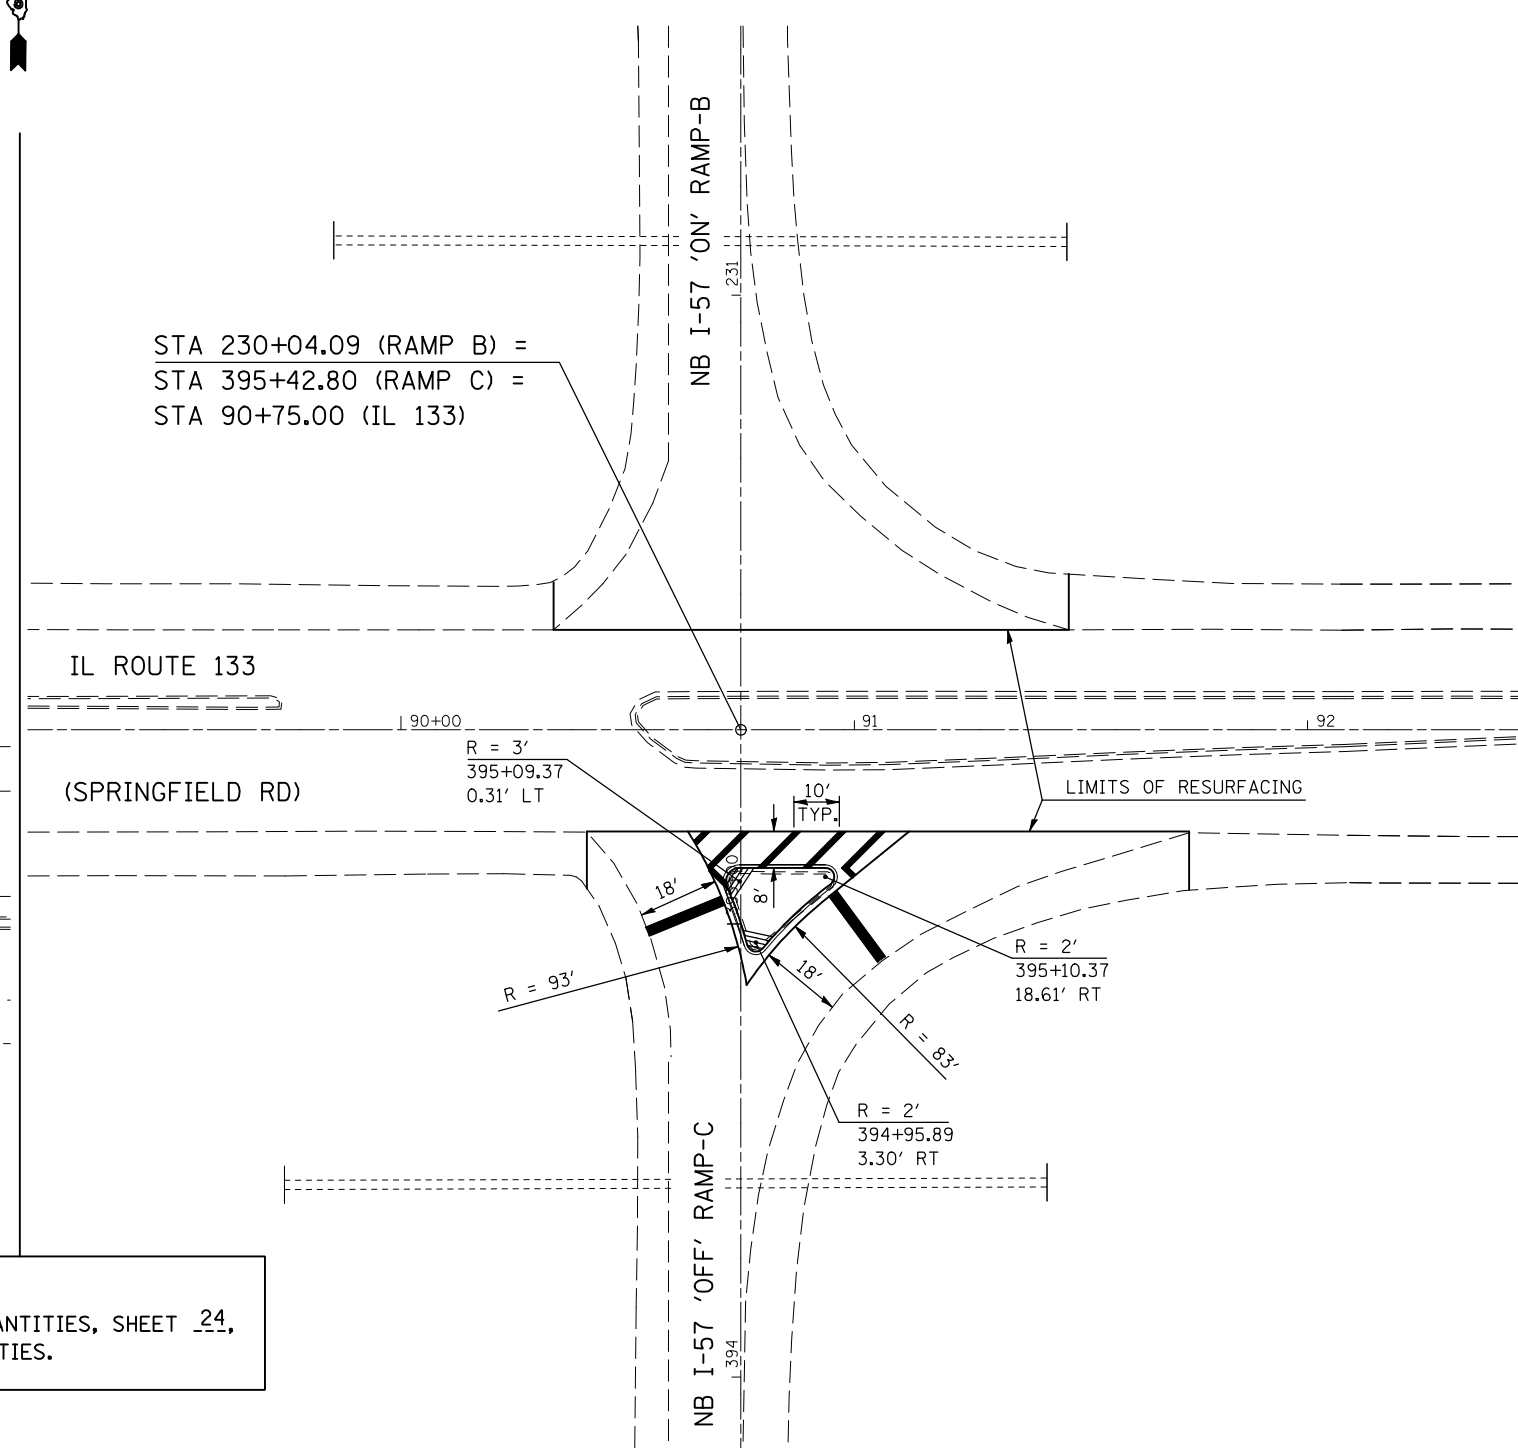 NB I-57 'ON' RAMP-B
231
STA 230+04.09 (RAMP B) =
STA 395+42.80 (RAMP C) =
STA 90+75.00 (IL 133)
IL ROUTE 133
90+00
91
92
R = 3'
395+09.37
0.31' LT
(SPRINGFIELD RD)
10'
TYP.
LIMITS OF RESURFACING
18'
8'
R = 2'
395+10.37
18.61' RT
R = 93'
18'
R = 83'
R = 2'
394+95.89
3.30' RT
NB I-57 'OFF' RAMP-C
394
ANTITIES, SHEET 24,
TIES.